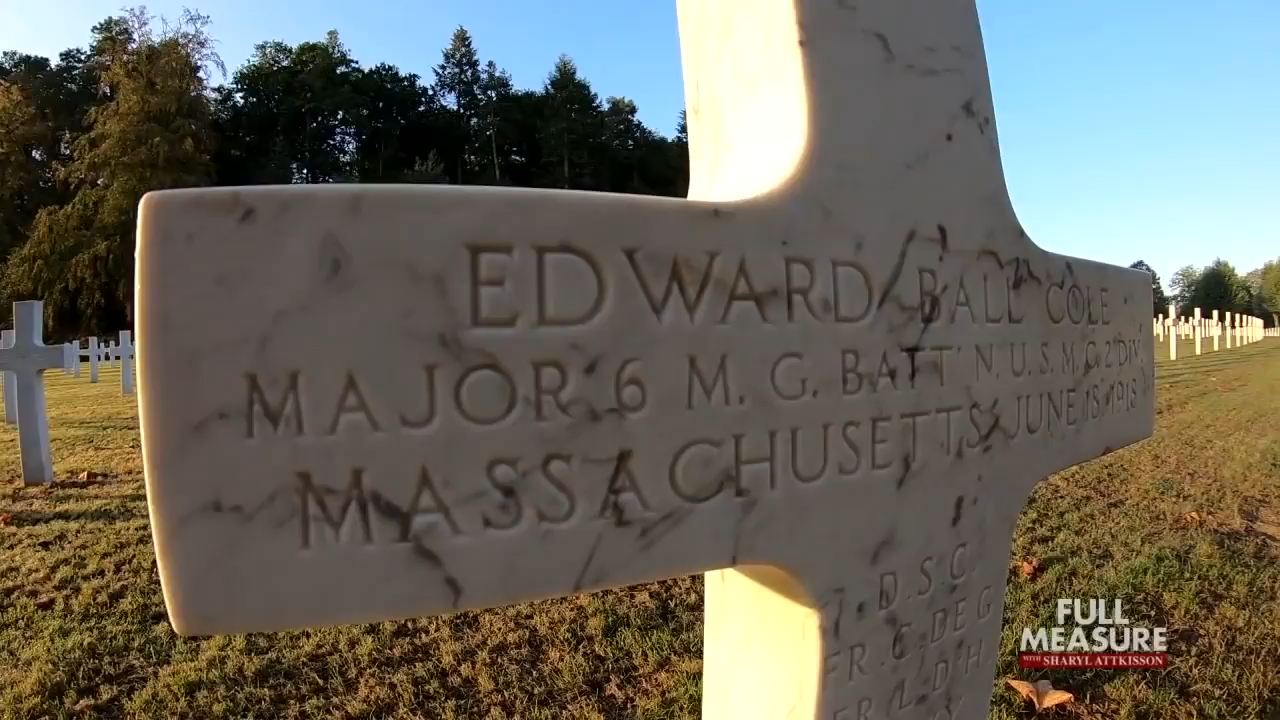 EDWARD BALL COLE
MAJOR 6 M. G. BATT'N. U. S. M. C. 2 DIV.
MASSACHUSETTS JUNE 18, 1918
D. S. C.
FR. C. DE G
FR L. D'H
FULL
MEASURE
WITH SHARYL ATTKISSON